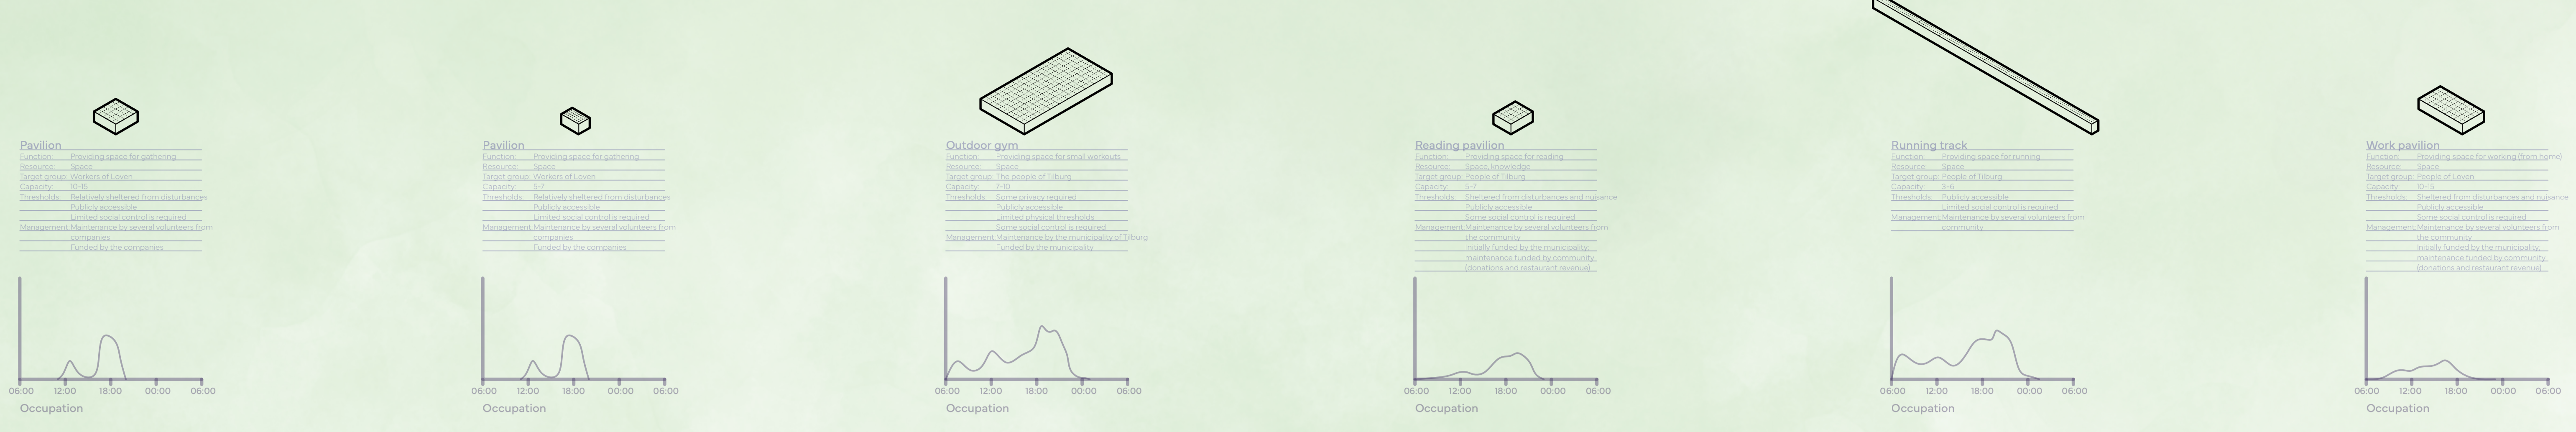 Pavilion
Function: Providing space for gathering
Resource: Space
Target group: Workers of Loven
Capacity: 10-15
Thresholds: Relatively sheltered from disturbances
Publicly accessible
Limited social control is required
Management: Maintenance by several volunteers from
companies
Funded by the companies
06:00 12:00 18:00 00:00 06:00
Occupation
Pavilion
Function: Providing space for gathering
Resource: Space
Target group: Workers of Loven
Capacity: 5-7
Thresholds: Relatively sheltered from disturbances
Publicly accessible
Limited social control is required
Management: Maintenance by several volunteers from
companies
Funded by the companies
06:00 12:00 18:00 00:00 06:00
Occupation
Outdoor gym
Function: Providing space for small workouts
Resource: Space
Target group: The people of Tilburg
Capacity: 7-10
Thresholds: Some privacy required
Publicly accessible
Limited physical thresholds
Some social control is required
Management: Maintenance by the municipality of Tilburg
Funded by the municipality
06:00 12:00 18:00 00:00 06:00
Occupation
Reading pavilion
Function: Providing space for reading
Resource: Space, knowledge
Target group: People of Tilburg
Capacity: 5-7
Thresholds: Sheltered from disturbances and nuisance
Publicly accessible
Some social control is required
Management: Maintenance by several volunteers from
the community
Initially funded by the municipality,
maintenance funded by community
(donations and restaurant revenue)
06:00 12:00 18:00 00:00 06:00
Occupation
Running track
Function: Providing space for running
Resource: Space
Target group: People of Tilburg
Capacity: 3-6
Thresholds: Publicly accessible
Limited social control is required
Management: Maintenance by several volunteers from
community
06:00 12:00 18:00 00:00 06:00
Occupation
Work pavilion
Function: Providing space for working (from home)
Resource: Space
Target group: People of Loven
Capacity: 10-15
Thresholds: Sheltered from disturbances and nuisance
Publicly accessible
Some social control is required
Management: Maintenance by several volunteers from
the community
Initially funded by the municipality,
maintenance funded by community
(donations and restaurant revenue)
06:00 12:00 18:00 00:00 06:00
Occupation